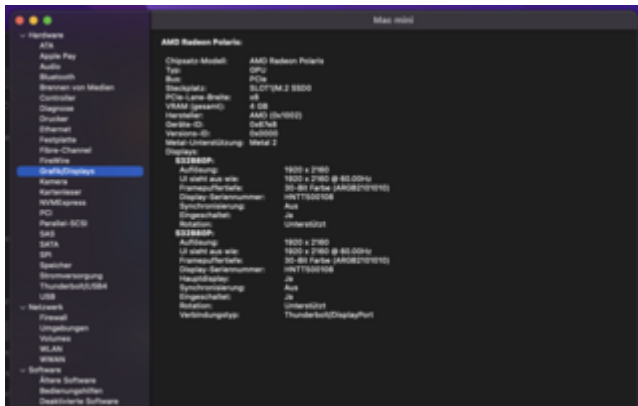 Mac mini
Hardware
ATA
Apple Pay
Audio
Bluetooth
Brennen von Medien
Controller
Diagnose
Drucker
Ethernet
Festplatte
Fibre-Channel
FireWire
Grafik/Displays
Kamera
Kartenleser
NVMExpress
PCI
Parallel-SCSI
SAS
SATA
SPI
Speicher
Stromversorgung
Thunderbolt/USB4
USB
Netzwerk
Firewall
Umgebungen
Volumes
WLAN
WWAN
Software
Ältere Software
Bedienungshilfen
Deaktivierte Software
AMD Radeon Polaris:
Chipsatz-Modell: AMD Radeon Polaris
Typ: GPU
Bus: PCIe
Steckplatz: SLOT1/M.2 SSD0
PCIe-Lane-Breite: x8
VRAM (gesamt): 4 GB
Hersteller: AMD (0x1002)
Geräte-ID:
Versions-ID: 0x0000
Metal-Unterstützung: Metal 2
Displays:
S32880P:
Auflösung: 1920 x 2160
UI sieht aus wie: 1920 x 2160 @ 60.00Hz
Framepuffertiefe: 30-Bit Farbe (ARGB2101010)
Display-Seriennummer:
Synchronisierung: Aus
Eingeschaltet: Ja
Rotation: Unterstützt
S32880P:
Auflösung: 1920 x 2160
UI sieht aus wie: 1920 x 2160 @ 60.00Hz
Framepuffertiefe: 30-Bit Farbe (ARGB2101010)
Display-Seriennummer:
Hauptdisplay: Ja
Synchronisierung: Aus
Eingeschaltet: Ja
Rotation: Unterstützt
Verbindungstyp: Thunderbolt/DisplayPort